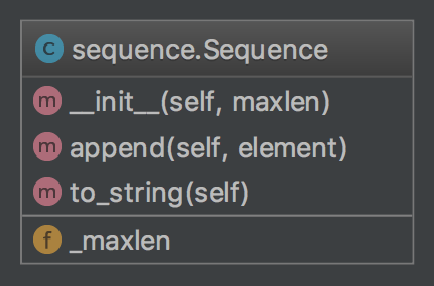 c sequence.Sequence
m __init__(self, maxlen)
m append(self, element)
m to_string(self)
f _maxlen